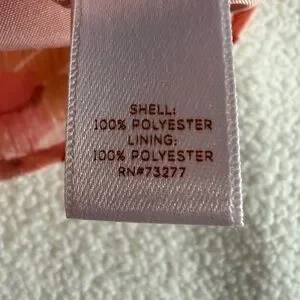 SHELL:
100% POLYESTER
LINING:
100% POLYESTER
RN#73277